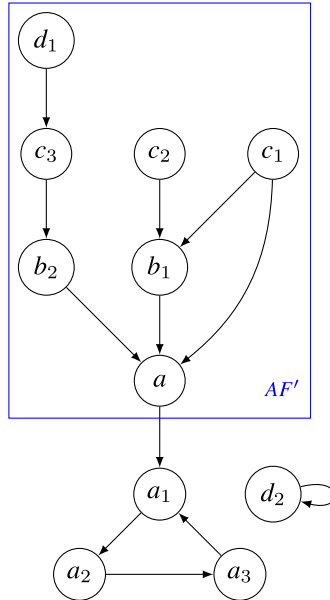 d₁
c₃ c₂ c₁
b₂ b₁
a
AF′
a₁ d₂
a₂ a₃